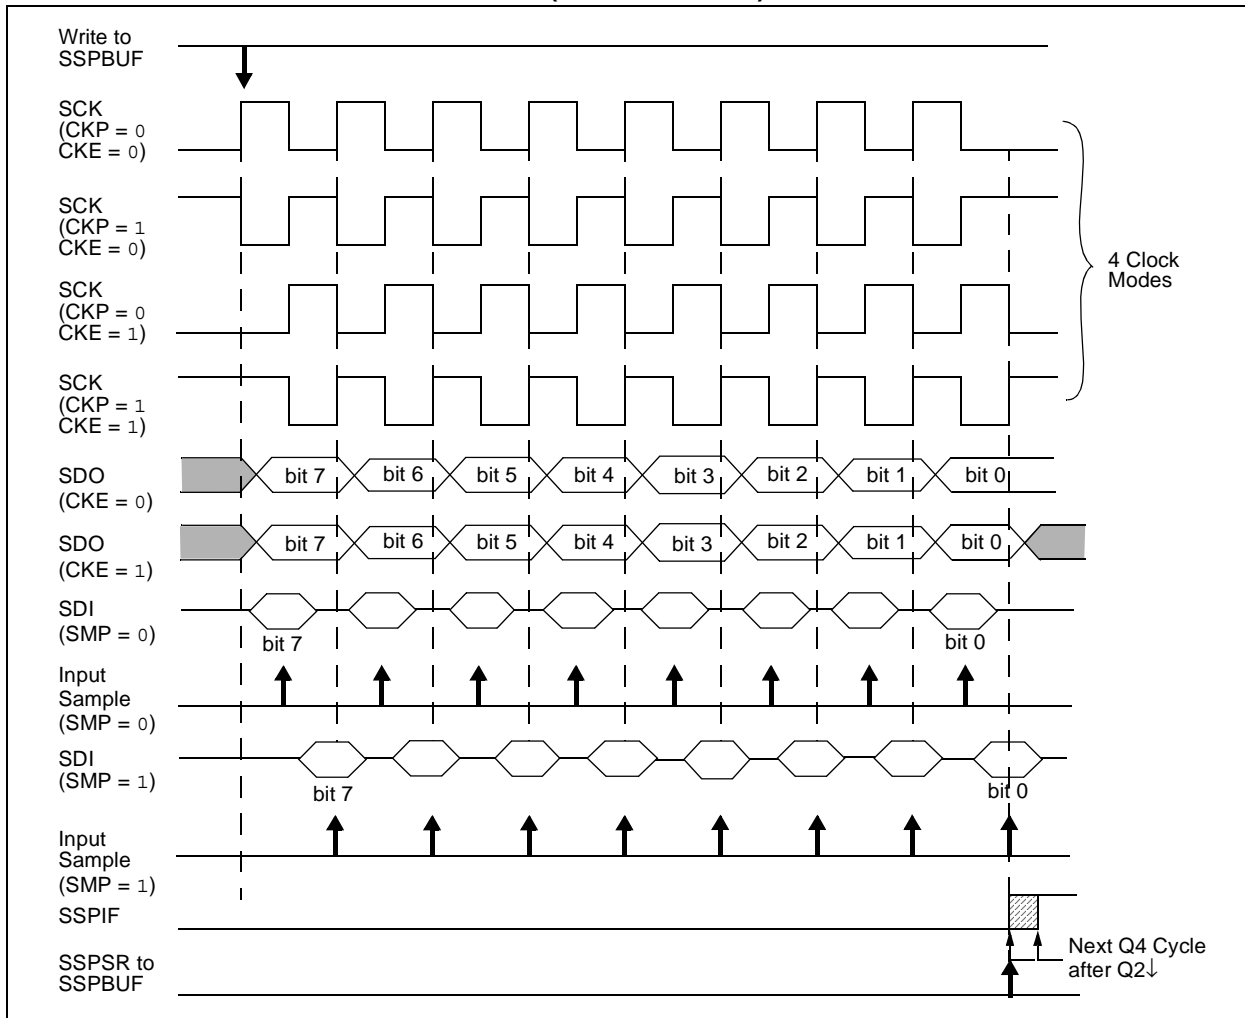 Write to
SSPBUF
SCK
(CKP = 0
CKE = 0)
SCK
(CKP = 1
CKE = 0)
SCK
(CKP = 0
CKE = 1)
SCK
(CKP = 1
CKE = 1)
4 Clock
Modes
SDO
(CKE = 0)
bit 7 bit 6 bit 5 bit 4 bit 3 bit 2 bit 1 bit 0
SDO
(CKE = 1)
bit 7 bit 6 bit 5 bit 4 bit 3 bit 2 bit 1 bit 0
SDI
(SMP = 0)
bit 7 bit 0
Input
Sample
(SMP = 0)
SDI
(SMP = 1)
bit 7 bit 0
Input
Sample
(SMP = 1)
SSPIF
Next Q4 Cycle
after Q2↓
SSPSR to
SSPBUF